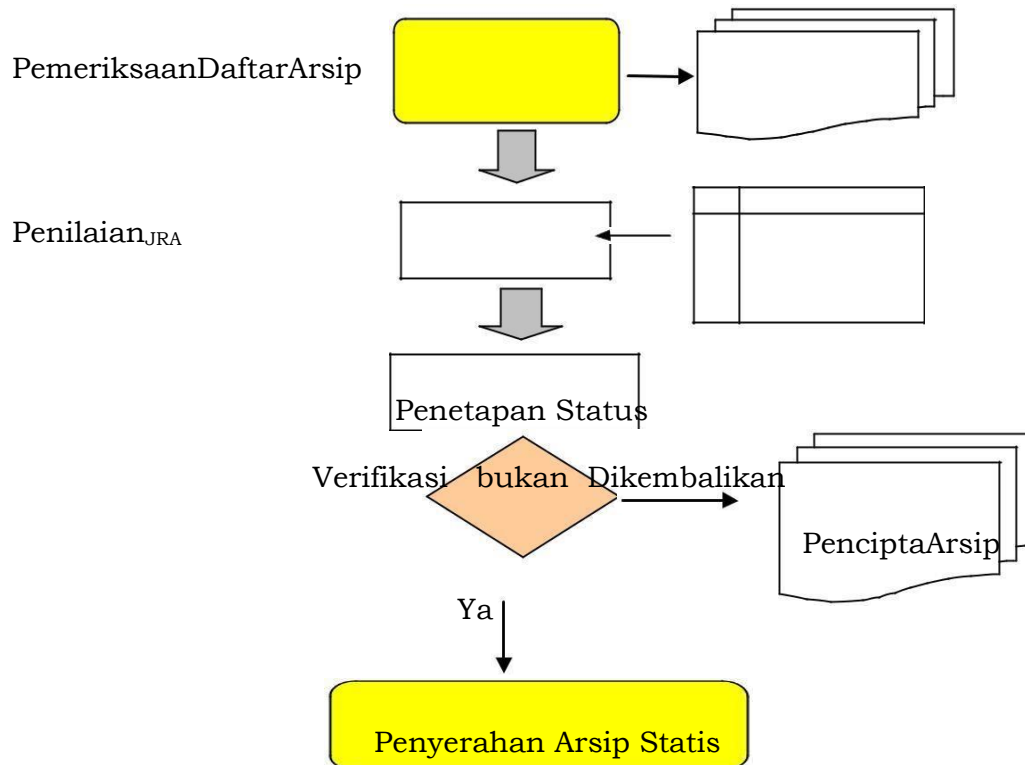 PemeriksaanDaftarArsip
PenilaianJRA
Penetapan Status
Verifikasi bukan Dikembalikan
PenciptaArsip
Ya
Penyerahan Arsip Statis